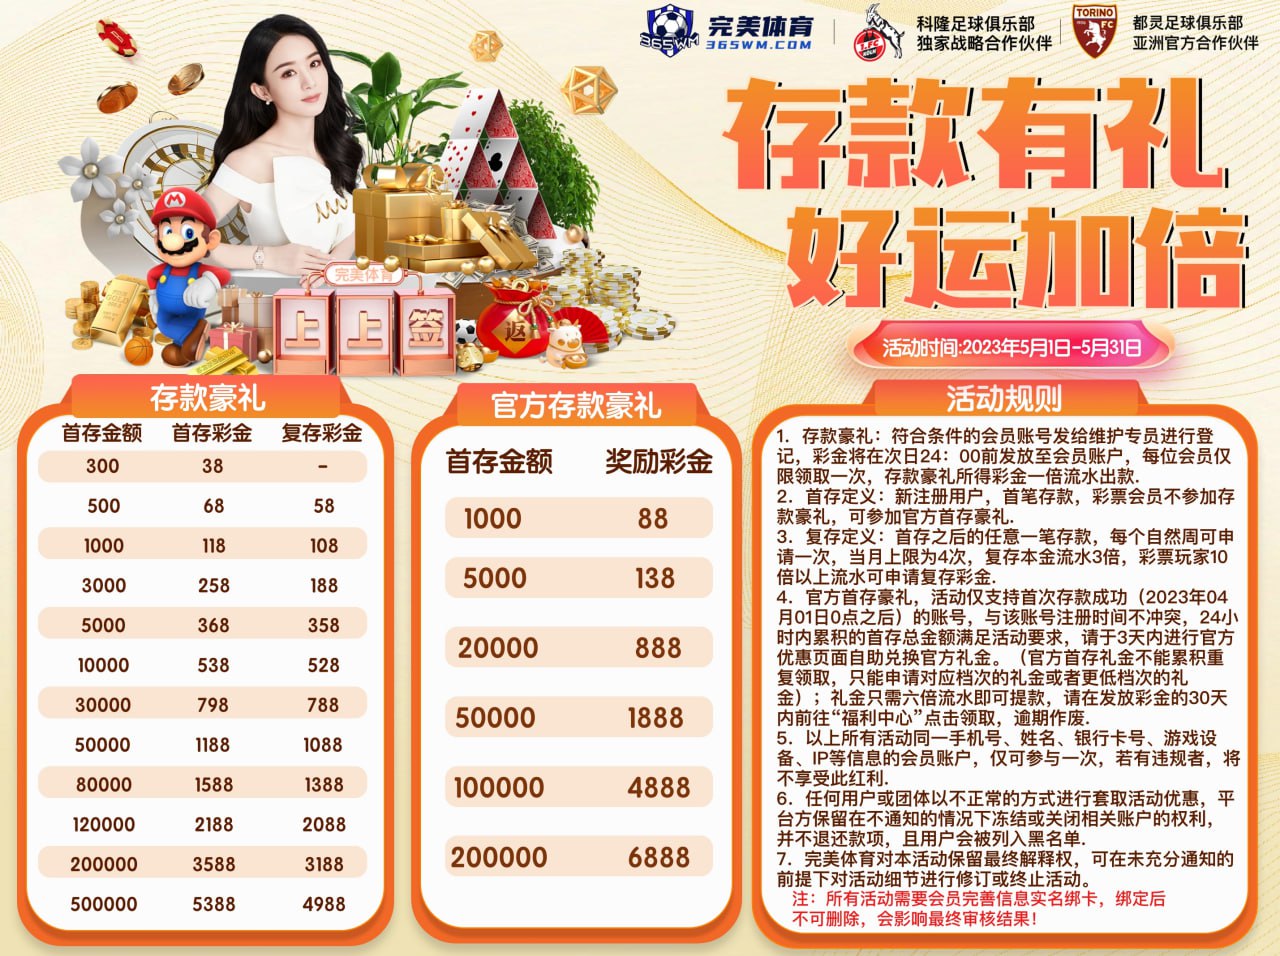 完美体育
365WM.COM
365WM
科隆足球俱乐部
独家战略合作伙伴
1.FC
KÖLN
TORINO
FC
都灵足球俱乐部
亚洲官方合作伙伴
存款有礼
好运加倍
活动时间:2023年5月1日-5月31日
M
完美体育
上上签
返
存款豪礼
首存金额 首存彩金 复存彩金
300 38 -
500 68 58
1000 118 108
3000 258 188
5000 368 358
10000 538 528
30000 798 788
50000 1188 1088
80000 1588 1388
120000 2188 2088
200000 3588 3188
500000 5388 4988
官方存款豪礼
首存金额 奖励彩金
1000 88
5000 138
20000 888
50000 1888
100000 4888
200000 6888
活动规则
1. 存款豪礼：符合条件的会员账号发给维护专员进行登
记，彩金将在次日24：00前发放至会员账户，每位会员仅
限领取一次，存款豪礼所得彩金一倍流水出款.
2. 首存定义：新注册用户，首笔存款，彩票会员不参加存
款豪礼，可参加官方首存豪礼.
3. 复存定义：首存之后的任意一笔存款，每个自然周可申
请一次，当月上限为4次，复存本金流水3倍，彩票玩家10
倍以上流水可申请复存彩金.
4. 官方首存豪礼，活动仅支持首次存款成功（2023年04
月01日0点之后）的账号，与该账号注册时间不冲突，24小
时内累积的首存总金额满足活动要求，请于3天内进行官方
优惠页面自助兑换官方礼金。（官方首存礼金不能累积重
复领取，只能申请对应档次的礼金或者更低档次的礼
金）；礼金只需六倍流水即可提款，请在发放彩金的30天
内前往“福利中心”点击领取，逾期作废.
5. 以上所有活动同一手机号、姓名、银行卡号、游戏设
备、IP等信息的会员账户，仅可参与一次，若有违规者，将
不享受此红利.
6. 任何用户或团体以不正常的方式进行套取活动优惠，平
台方保留在不通知的情况下冻结或关闭相关账户的权利，
并不退还款项，且用户会被列入黑名单.
7. 完美体育对本活动保留最终解释权，可在未充分通知的
前提下对活动细节进行修订或终止活动。
注：所有活动需要会员完善信息实名绑卡，绑定后
不可删除，会影响最终审核结果！